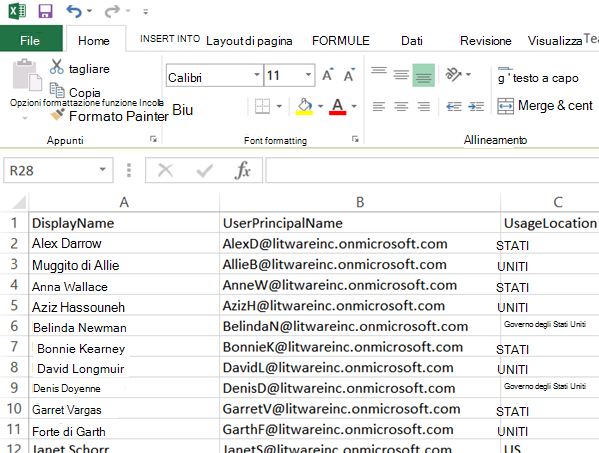 File Home INSERT INTO Layout di pagina FORMULE Dati Revisione Visualizza Te
tagliare
Copia
Opzioni formattazione funzione Incolla
Formato Painter
Appunti
Calibri 11 A A
Biu A
Font formatting
g ' testo a capo
Merge & cent
Allineamento
R28 fx
A B C
1 DisplayName UserPrincipalName UsageLocation
2 Alex Darrow AlexD@litwareinc.onmicrosoft.com STATI
3 Muggito di Allie AllieB@litwareinc.onmicrosoft.com UNITI
4 Anna Wallace AnneW@litwareinc.onmicrosoft.com STATI
5 Aziz Hassouneh AzizH@litwareinc.onmicrosoft.com UNITI
6 Belinda Newman BelindaN@litwareinc.onmicrosoft.com Governo degli Stati Uniti
7 Bonnie Kearney BonnieK@litwareinc.onmicrosoft.com STATI
8 David Longmuir DavidL@litwareinc.onmicrosoft.com UNITI
9 Denis Doyenne DenisD@litwareinc.onmicrosoft.com Governo degli Stati Uniti
10 Garret Vargas GarretV@litwareinc.onmicrosoft.com STATI
11 Forte di Garth GarthF@litwareinc.onmicrosoft.com UNITI
12 Janet Schorr JanetS@litwareinc.onmicrosoft.com US